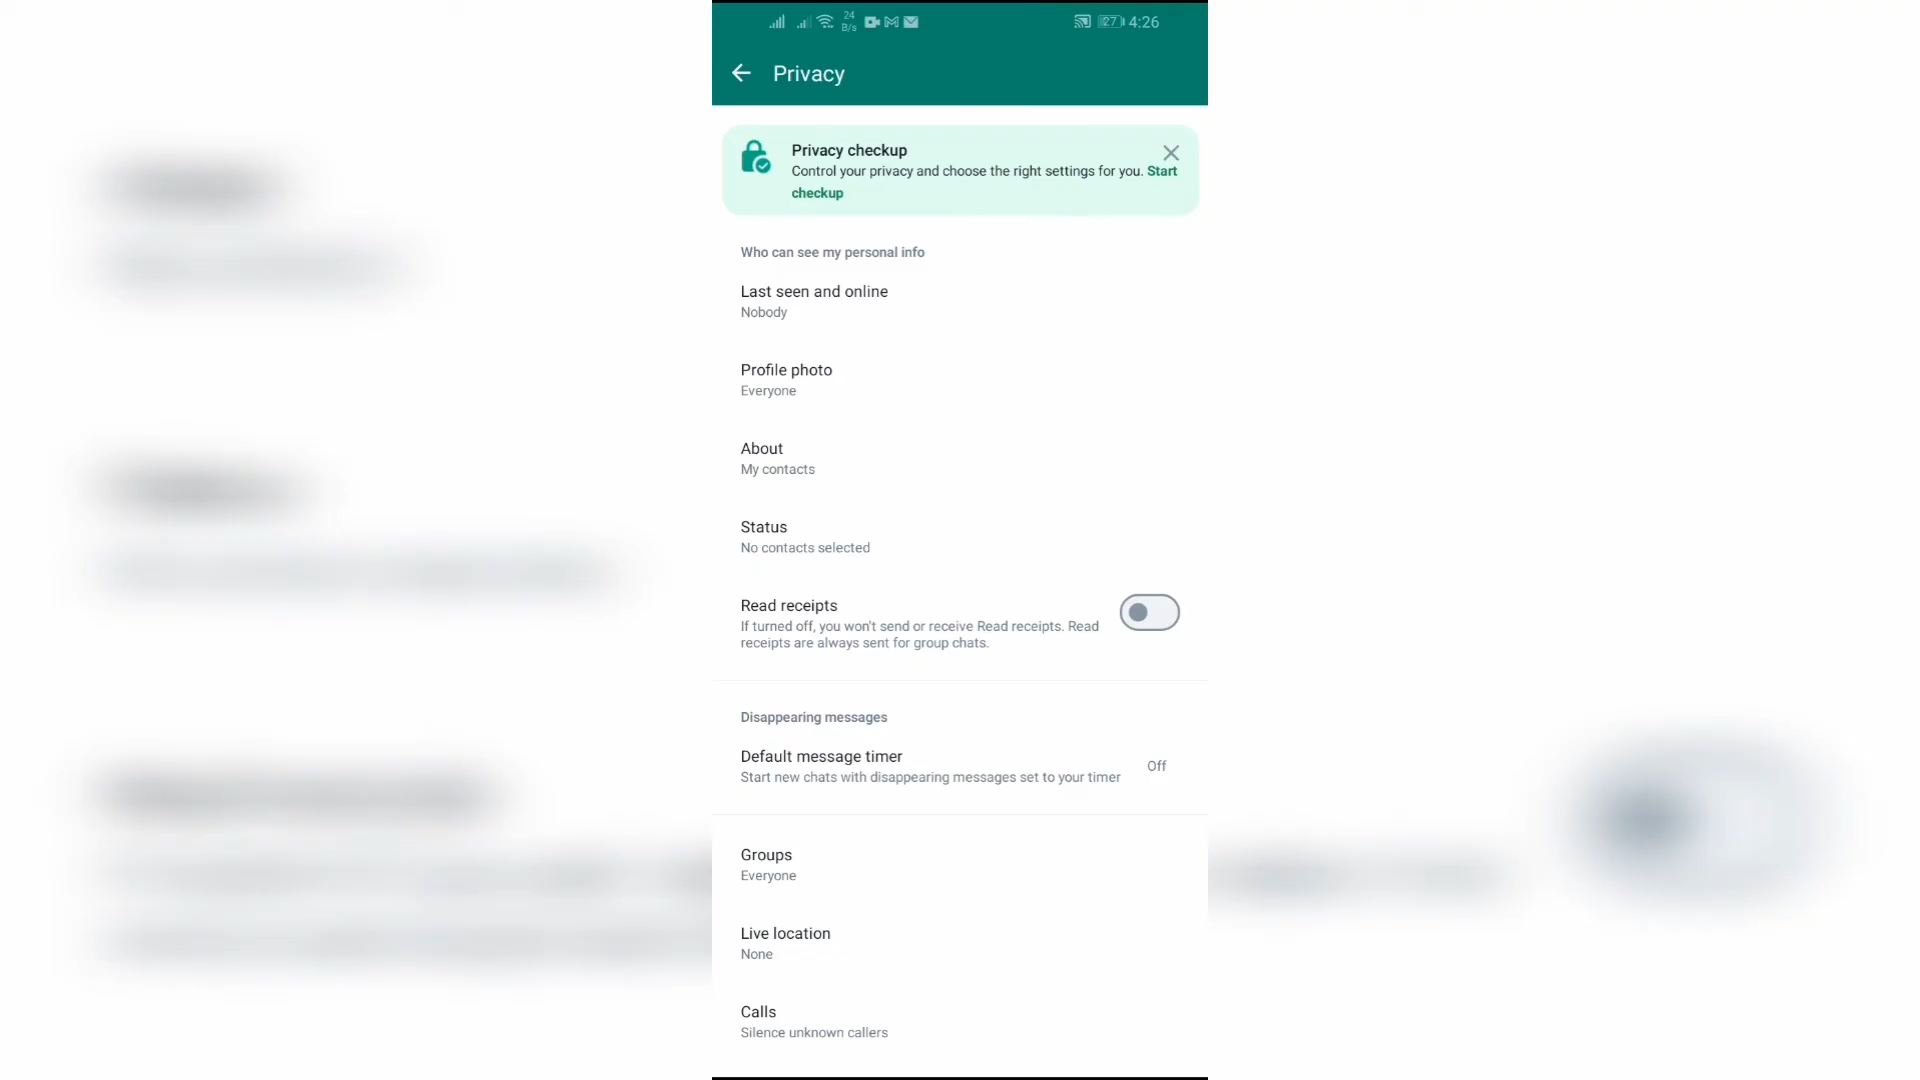 24
B/s
27
4:26
Privacy
Privacy checkup
Control your privacy and choose the right settings for you. Start
checkup
Who can see my personal info
Last seen and online
Nobody
Profile photo
Everyone
About
My contacts
Status
No contacts selected
Read receipts
If turned off, you won't send or receive Read receipts. Read
receipts are always sent for group chats.
Disappearing messages
Default message timer
Start new chats with disappearing messages set to your timer
Off
Groups
Everyone
Live location
None
Calls
Silence unknown callers